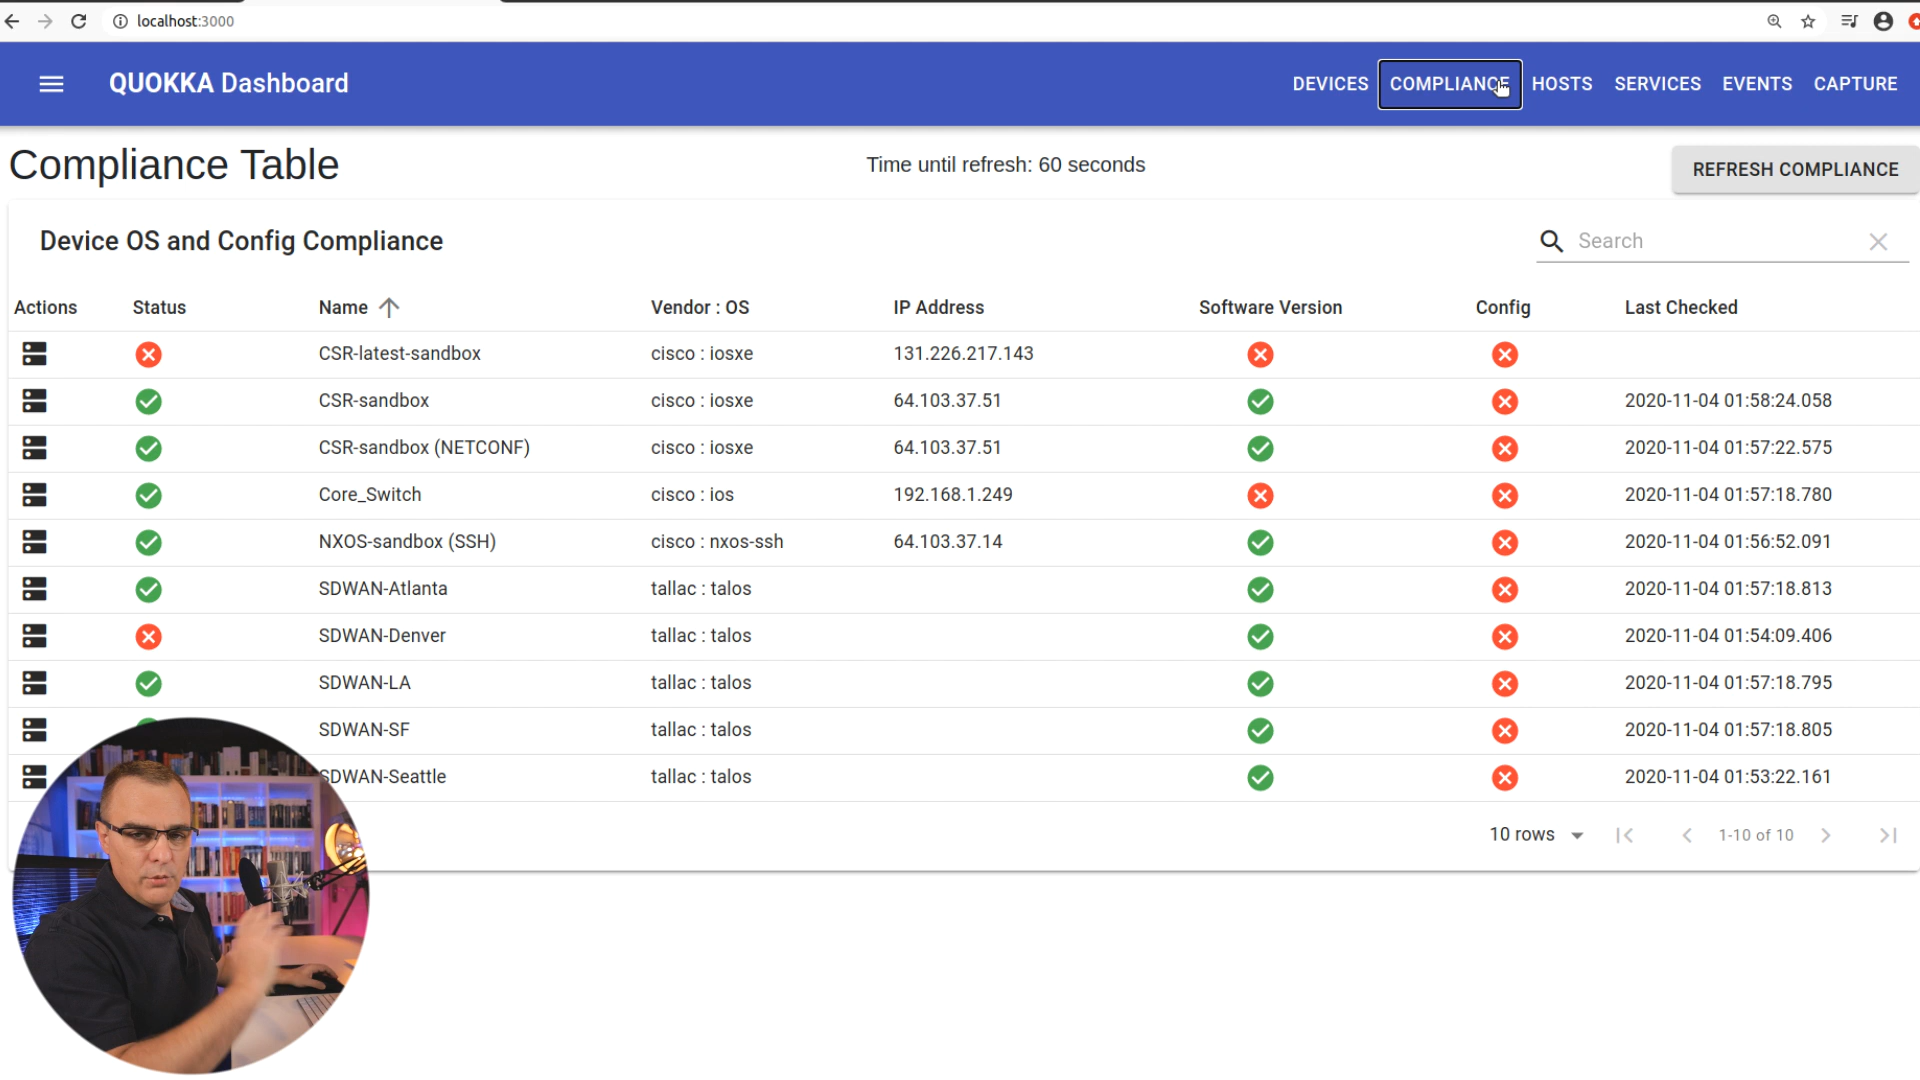 localhost:3000
QUOKKA Dashboard
DEVICES COMPLIANCE HOSTS SERVICES EVENTS CAPTURE
Compliance Table
Time until refresh: 60 seconds
REFRESH COMPLIANCE
Device OS and Config Compliance
Search
Actions Status Name Vendor : OS IP Address Software Version Config Last Checked
CSR-latest-sandbox cisco : iosxe 131.226.217.143
CSR-sandbox cisco : iosxe 64.103.37.51 2020-11-04 01:58:24.058
CSR-sandbox (NETCONF) cisco : iosxe 64.103.37.51 2020-11-04 01:57:22.575
Core_Switch cisco : ios 192.168.1.249 2020-11-04 01:57:18.780
NXOS-sandbox (SSH) cisco : nxos-ssh 64.103.37.14 2020-11-04 01:56:52.091
SDWAN-Atlanta tallac : talos 2020-11-04 01:57:18.813
SDWAN-Denver tallac : talos 2020-11-04 01:54:09.406
SDWAN-LA tallac : talos 2020-11-04 01:57:18.795
SDWAN-SF tallac : talos 2020-11-04 01:57:18.805
SDWAN-Seattle tallac : talos 2020-11-04 01:53:22.161
10 rows 1-10 of 10